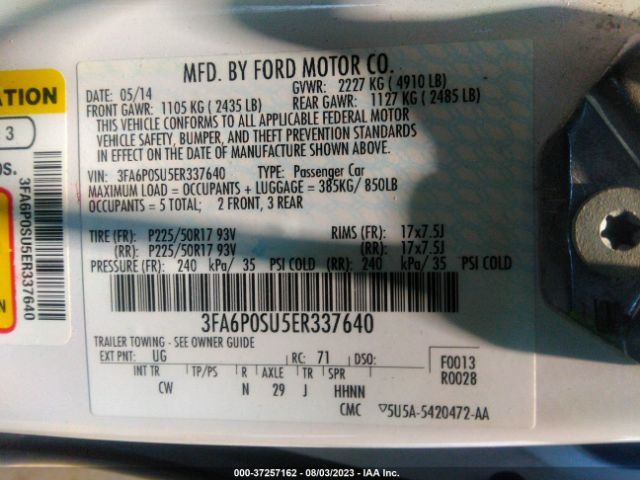 MFD. BY FORD MOTOR CO.
DATE: 05/14 GVWR: 2227 KG ( 4910 LB)
FRONT GAWR: 1105 KG ( 2435 LB) REAR GAWR: 1127 KG ( 2485 LB)
THIS VEHICLE CONFORMS TO ALL APPLICABLE FEDERAL MOTOR
VEHICLE SAFETY, BUMPER, AND THEFT PREVENTION STANDARDS
IN EFFECT ON THE DATE OF MANUFACTURE SHOWN ABOVE.
VIN: 3FA6P0SU5ER337640 TYPE: Passenger Car
MAXIMUM LOAD = OCCUPANTS + LUGGAGE = 385KG/ 850LB
OCCUPANTS = 5 TOTAL; 2 FRONT, 3 REAR
TIRE (FR): P225/50R17 93V RIMS (FR): 17x7.5J
(RR): P225/50R17 93V (RR): 17x7.5J
PRESSURE (FR): 240 kPa/ 35 PSI COLD (RR): 240 kPa/ 35 PSI COLD
3FA6P0SU5ER337640
TRAILER TOWING - SEE OWNER GUIDE
EXT PNT: UG RC: 71 DSO: F0013
INT TR TP/PS R AXLE TR SPR R0028
CW N 29 J HHNN
CMC ▽5U5A-5420472-AA
ATION
3
OS.
3FA6P0SU5ER337640
000-37257162 - 08/03/2023 - IAA Inc.